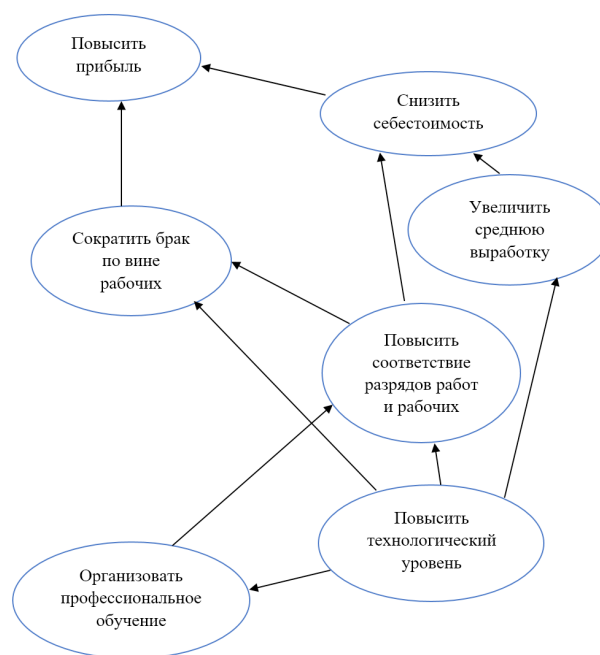 Повысить
прибыль
Снизить
себестоимость
Увеличить
среднюю
выработку
Сократить брак
по вине
рабочих
Повысить
соответствие
разрядов работ
и рабочих
Повысить
технологический
уровень
Организовать
профессиональное
обучение